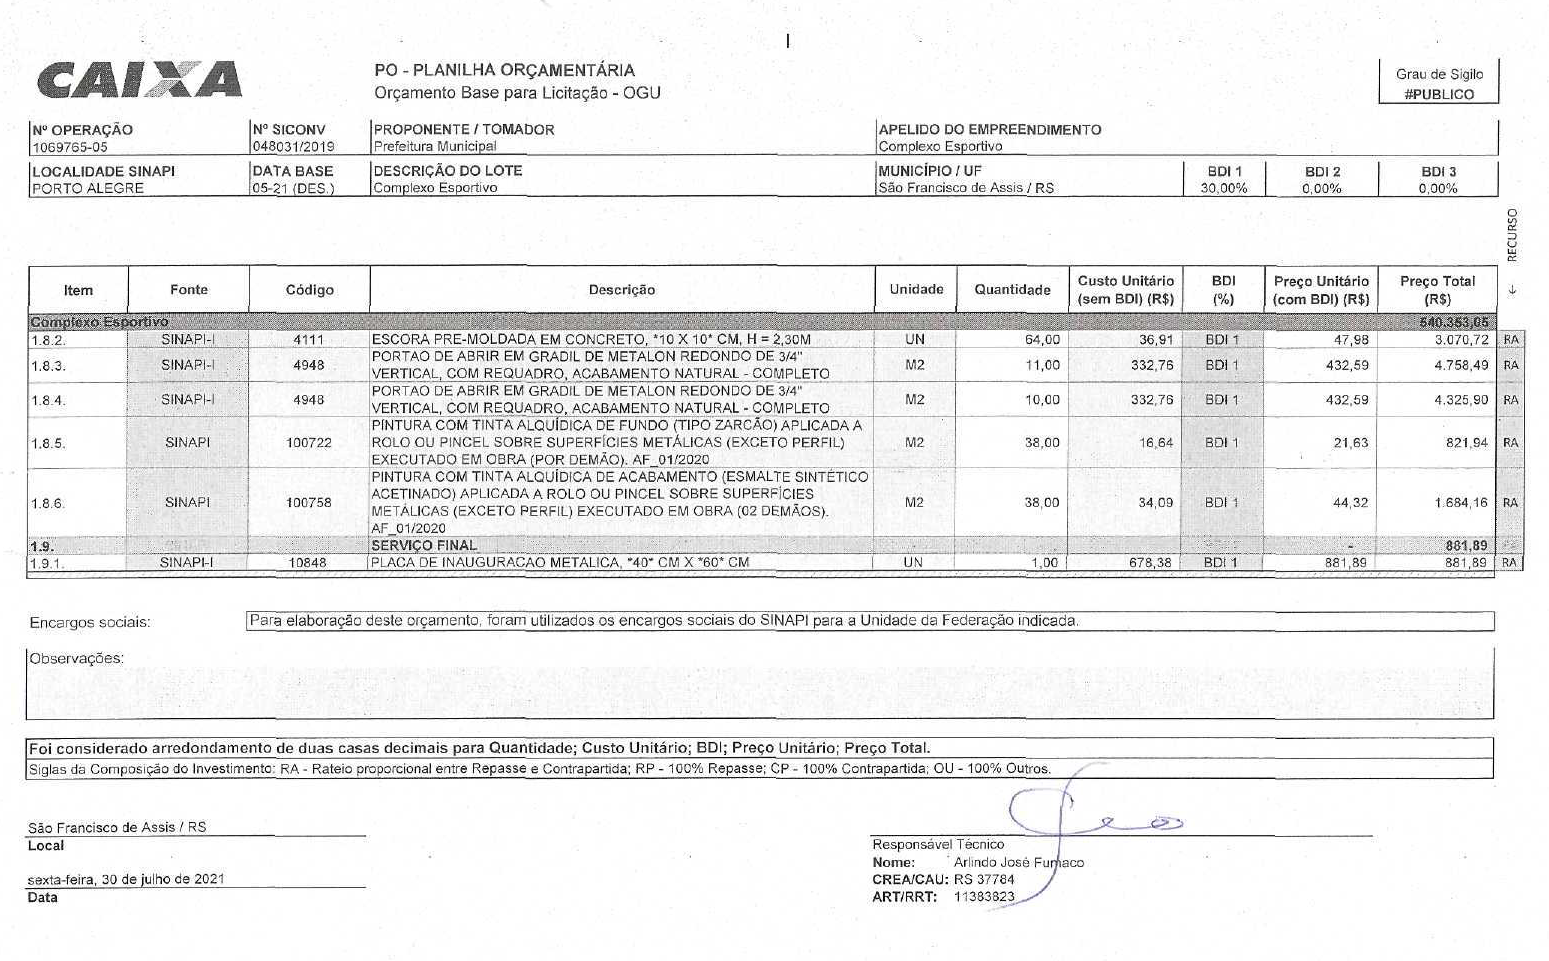 CAIXA
PO - PLANILHA ORÇAMENTÁRIA
Orçamento Base para Licitação - OGU
Grau de Sigilo
#PUBLICO
Nº OPERAÇÃO Nº SICONV PROPONENTE / TOMADOR APELIDO DO EMPREENDIMENTO
1069765-05 048031/2019 Prefeitura Municipal Complexo Esportivo
LOCALIDADE SINAPI DATA BASE DESCRIÇÃO DO LOTE MUNICÍPIO / UF BDI 1 BDI 2 BDI 3
PORTO ALEGRE 05-21 (DES.) Complexo Esportivo São Francisco de Assis / RS 30,00% 0,00% 0,00%
RECURSO
Item Fonte Código Descrição Unidade Quantidade Custo Unitário (sem BDI) (R$) BDI (%) Preço Unitário (com BDI) (R$) Preço Total (R$) ↓
Complexo Esportivo 540.353,05
1.8.2. SINAPI-I 4111 ESCORA PRE-MOLDADA EM CONCRETO, *10 X 10* CM, H = 2,30M UN 64,00 36,91 BDI 1 47,98 3.070,72 RA
1.8.3. SINAPI-I 4948 PORTAO DE ABRIR EM GRADIL DE METALON REDONDO DE 3/4" M2 11,00 332,76 BDI 1 432,59 4.758,49 RA
VERTICAL, COM REQUADRO, ACABAMENTO NATURAL - COMPLETO
1.8.4. SINAPI-I 4948 PORTAO DE ABRIR EM GRADIL DE METALON REDONDO DE 3/4" M2 10,00 332,76 BDI 1 432,59 4.325,90 RA
VERTICAL, COM REQUADRO, ACABAMENTO NATURAL - COMPLETO
PINTURA COM TINTA ALQUÍDICA DE FUNDO (TIPO ZARCÃO) APLICADA A
1.8.5. SINAPI 100722 ROLO OU PINCEL SOBRE SUPERFÍCIES METÁLICAS (EXCETO PERFIL) M2 38,00 16,64 BDI 1 21,63 821,94 RA
EXECUTADO EM OBRA (POR DEMÃO). AF_01/2020
PINTURA COM TINTA ALQUÍDICA DE ACABAMENTO (ESMALTE SINTÉTICO
1.8.6. SINAPI 100758 ACETINADO) APLICADA A ROLO OU PINCEL SOBRE SUPERFÍCIES M2 38,00 34,09 BDI 1 44,32 1.684,16 RA
METÁLICAS (EXCETO PERFIL) EXECUTADO EM OBRA (02 DEMÃOS).
AF_01/2020
1.9. SERVIÇO FINAL - 881,89
1.9.1. SINAPI-I 10848 PLACA DE INAUGURACAO METALICA, *40* CM X *60* CM UN 1,00 678,38 BDI 1 881,89 881,89 RA
Encargos sociais: Para elaboração deste orçamento, foram utilizados os encargos sociais do SINAPI para a Unidade da Federação indicada.
Observações:
Foi considerado arredondamento de duas casas decimais para Quantidade; Custo Unitário; BDI; Preço Unitário; Preço Total.
Siglas da Composição do Investimento: RA - Rateio proporcional entre Repasse e Contrapartida; RP - 100% Repasse; CP - 100% Contrapartida; OU - 100% Outros.
São Francisco de Assis / RS
Local
sexta-feira, 30 de julho de 2021
Data
Responsável Técnico
Nome: Arlindo José Fumaco
CREA/CAU: RS 37784
ART/RRT: 11383823